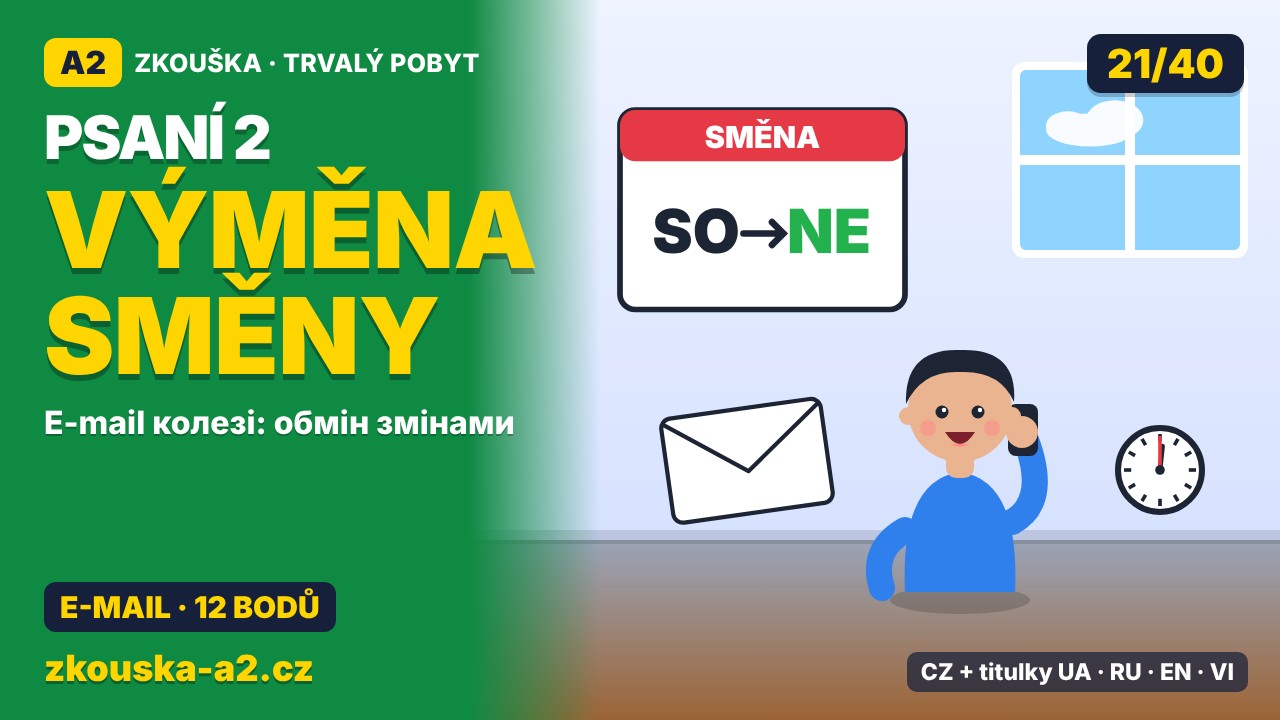 A2 ZKOUŠKA · TRVALÝ POBYT
PSANÍ 2
VÝMĚNA
SMĚNY
E-mail колезі: обмін змінами
E-MAIL · 12 BODŮ
zkouska-a2.cz
SMĚNA
SO→NE
21/40
CZ + titulky UA · RU · EN · VI